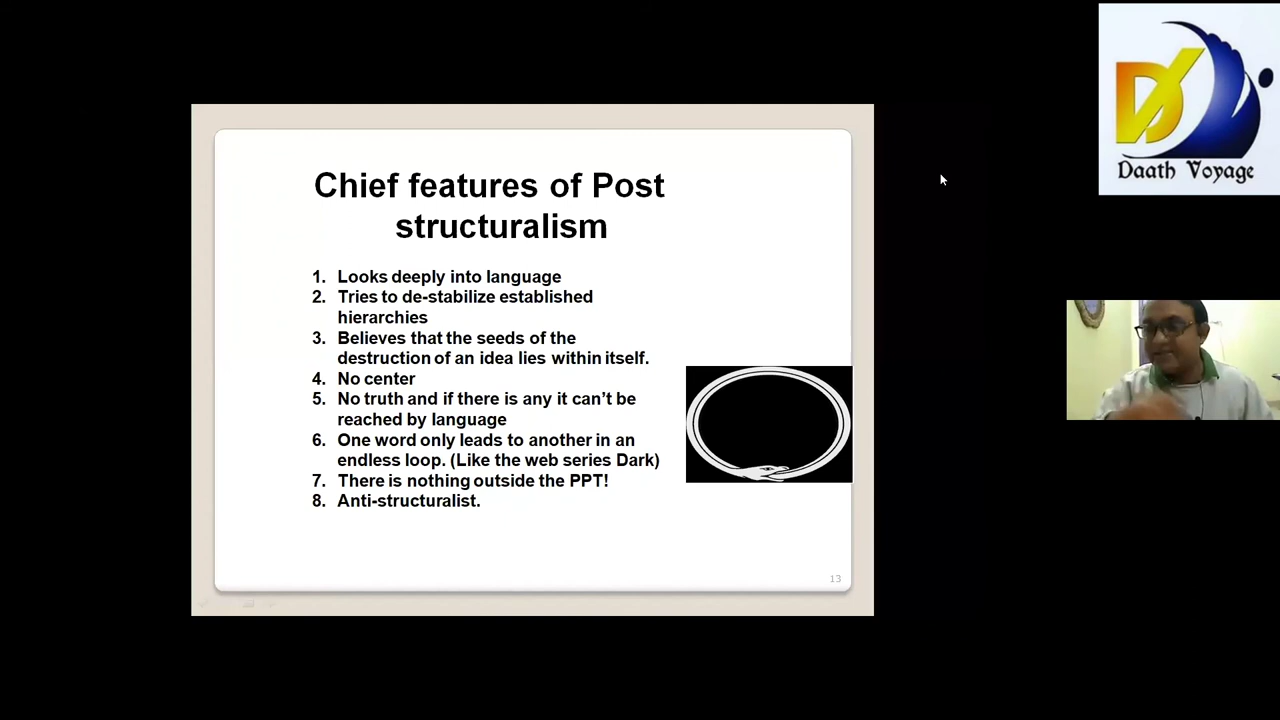 Daath Voyage
Chief features of Post
structuralism
1. Looks deeply into language
2. Tries to de-stabilize established
hierarchies
3. Believes that the seeds of the
destruction of an idea lies within itself.
4. No center
5. No truth and if there is any it can't be
reached by language
6. One word only leads to another in an
endless loop. (Like the web series Dark)
7. There is nothing outside the PPT!
8. Anti-structuralist.
13